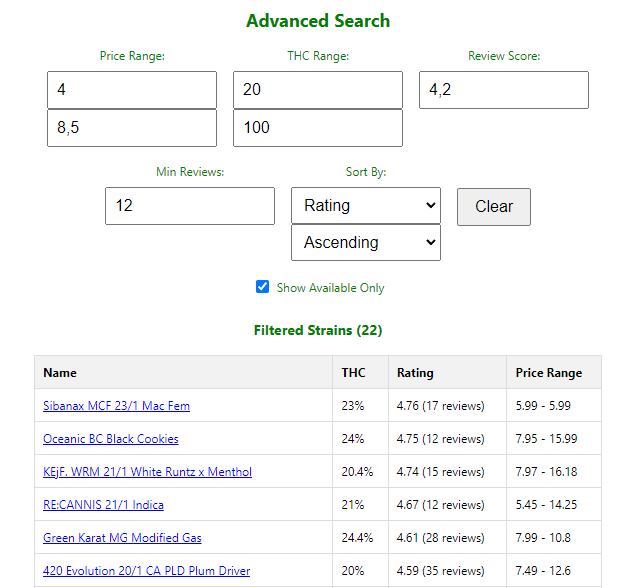 Advanced Search
Price Range: THC Range: Review Score:
4 20 4,2
8,5 100
Min Reviews: Sort By:
12 Rating Clear
Ascending
Show Available Only
Filtered Strains (22)
Name THC Rating Price Range
Sibanax MCF 23/1 Mac Fem 23% 4.76 (17 reviews) 5.99 - 5.99
Oceanic BC Black Cookies 24% 4.75 (12 reviews) 7.95 - 15.99
KEjF. WRM 21/1 White Runtz x Menthol 20.4% 4.74 (15 reviews) 7.97 - 16.18
RE:CANNIS 21/1 Indica 21% 4.67 (12 reviews) 5.45 - 14.25
Green Karat MG Modified Gas 24.4% 4.61 (28 reviews) 7.99 - 10.8
420 Evolution 20/1 CA PLD Plum Driver 20% 4.59 (35 reviews) 7.49 - 12.6